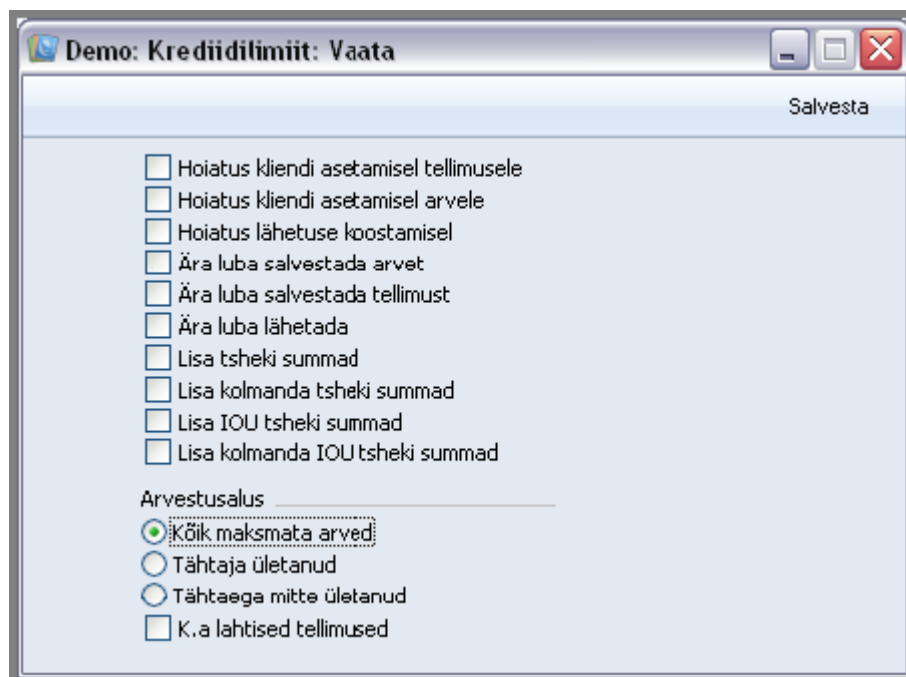 Demo: Krediidilimiit: Vaata
Salvesta
Hoiatus kliendi asetamisel tellimusele
Hoiatus kliendi asetamisel arvele
Hoiatus lähetuse koostamisel
Ära luba salvestada arvet
Ära luba salvestada tellimust
Ära luba lähetada
Lisa tsheki summad
Lisa kolmanda tsheki summad
Lisa IOU tsheki summad
Lisa kolmanda IOU tsheki summad
Arvestusalus
Kõik maksmata arved
Tähtaja ületanud
Tähtaega mitte ületanud
K.a lahtised tellimused